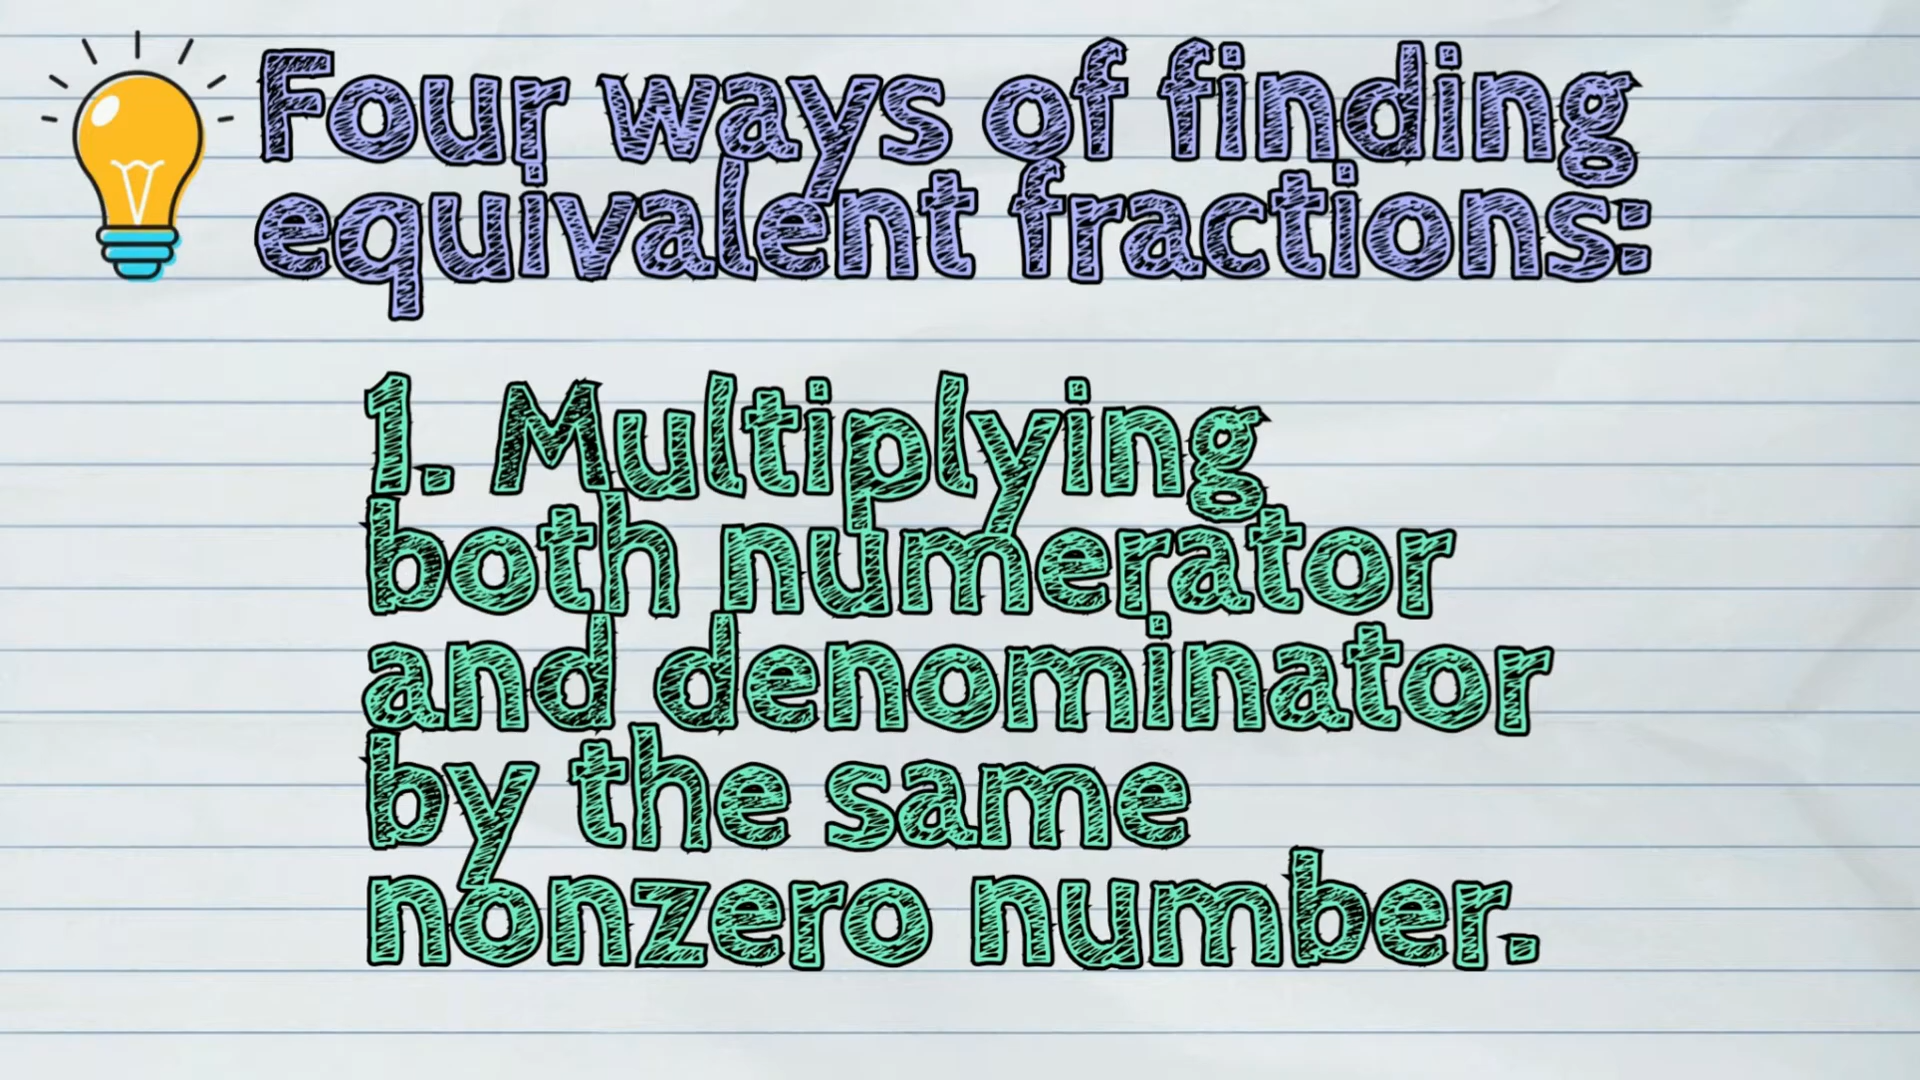 Four ways of finding
equivalent fractions:
1. Multiplying
both numerator
and denominator
by the same
nonzero number.